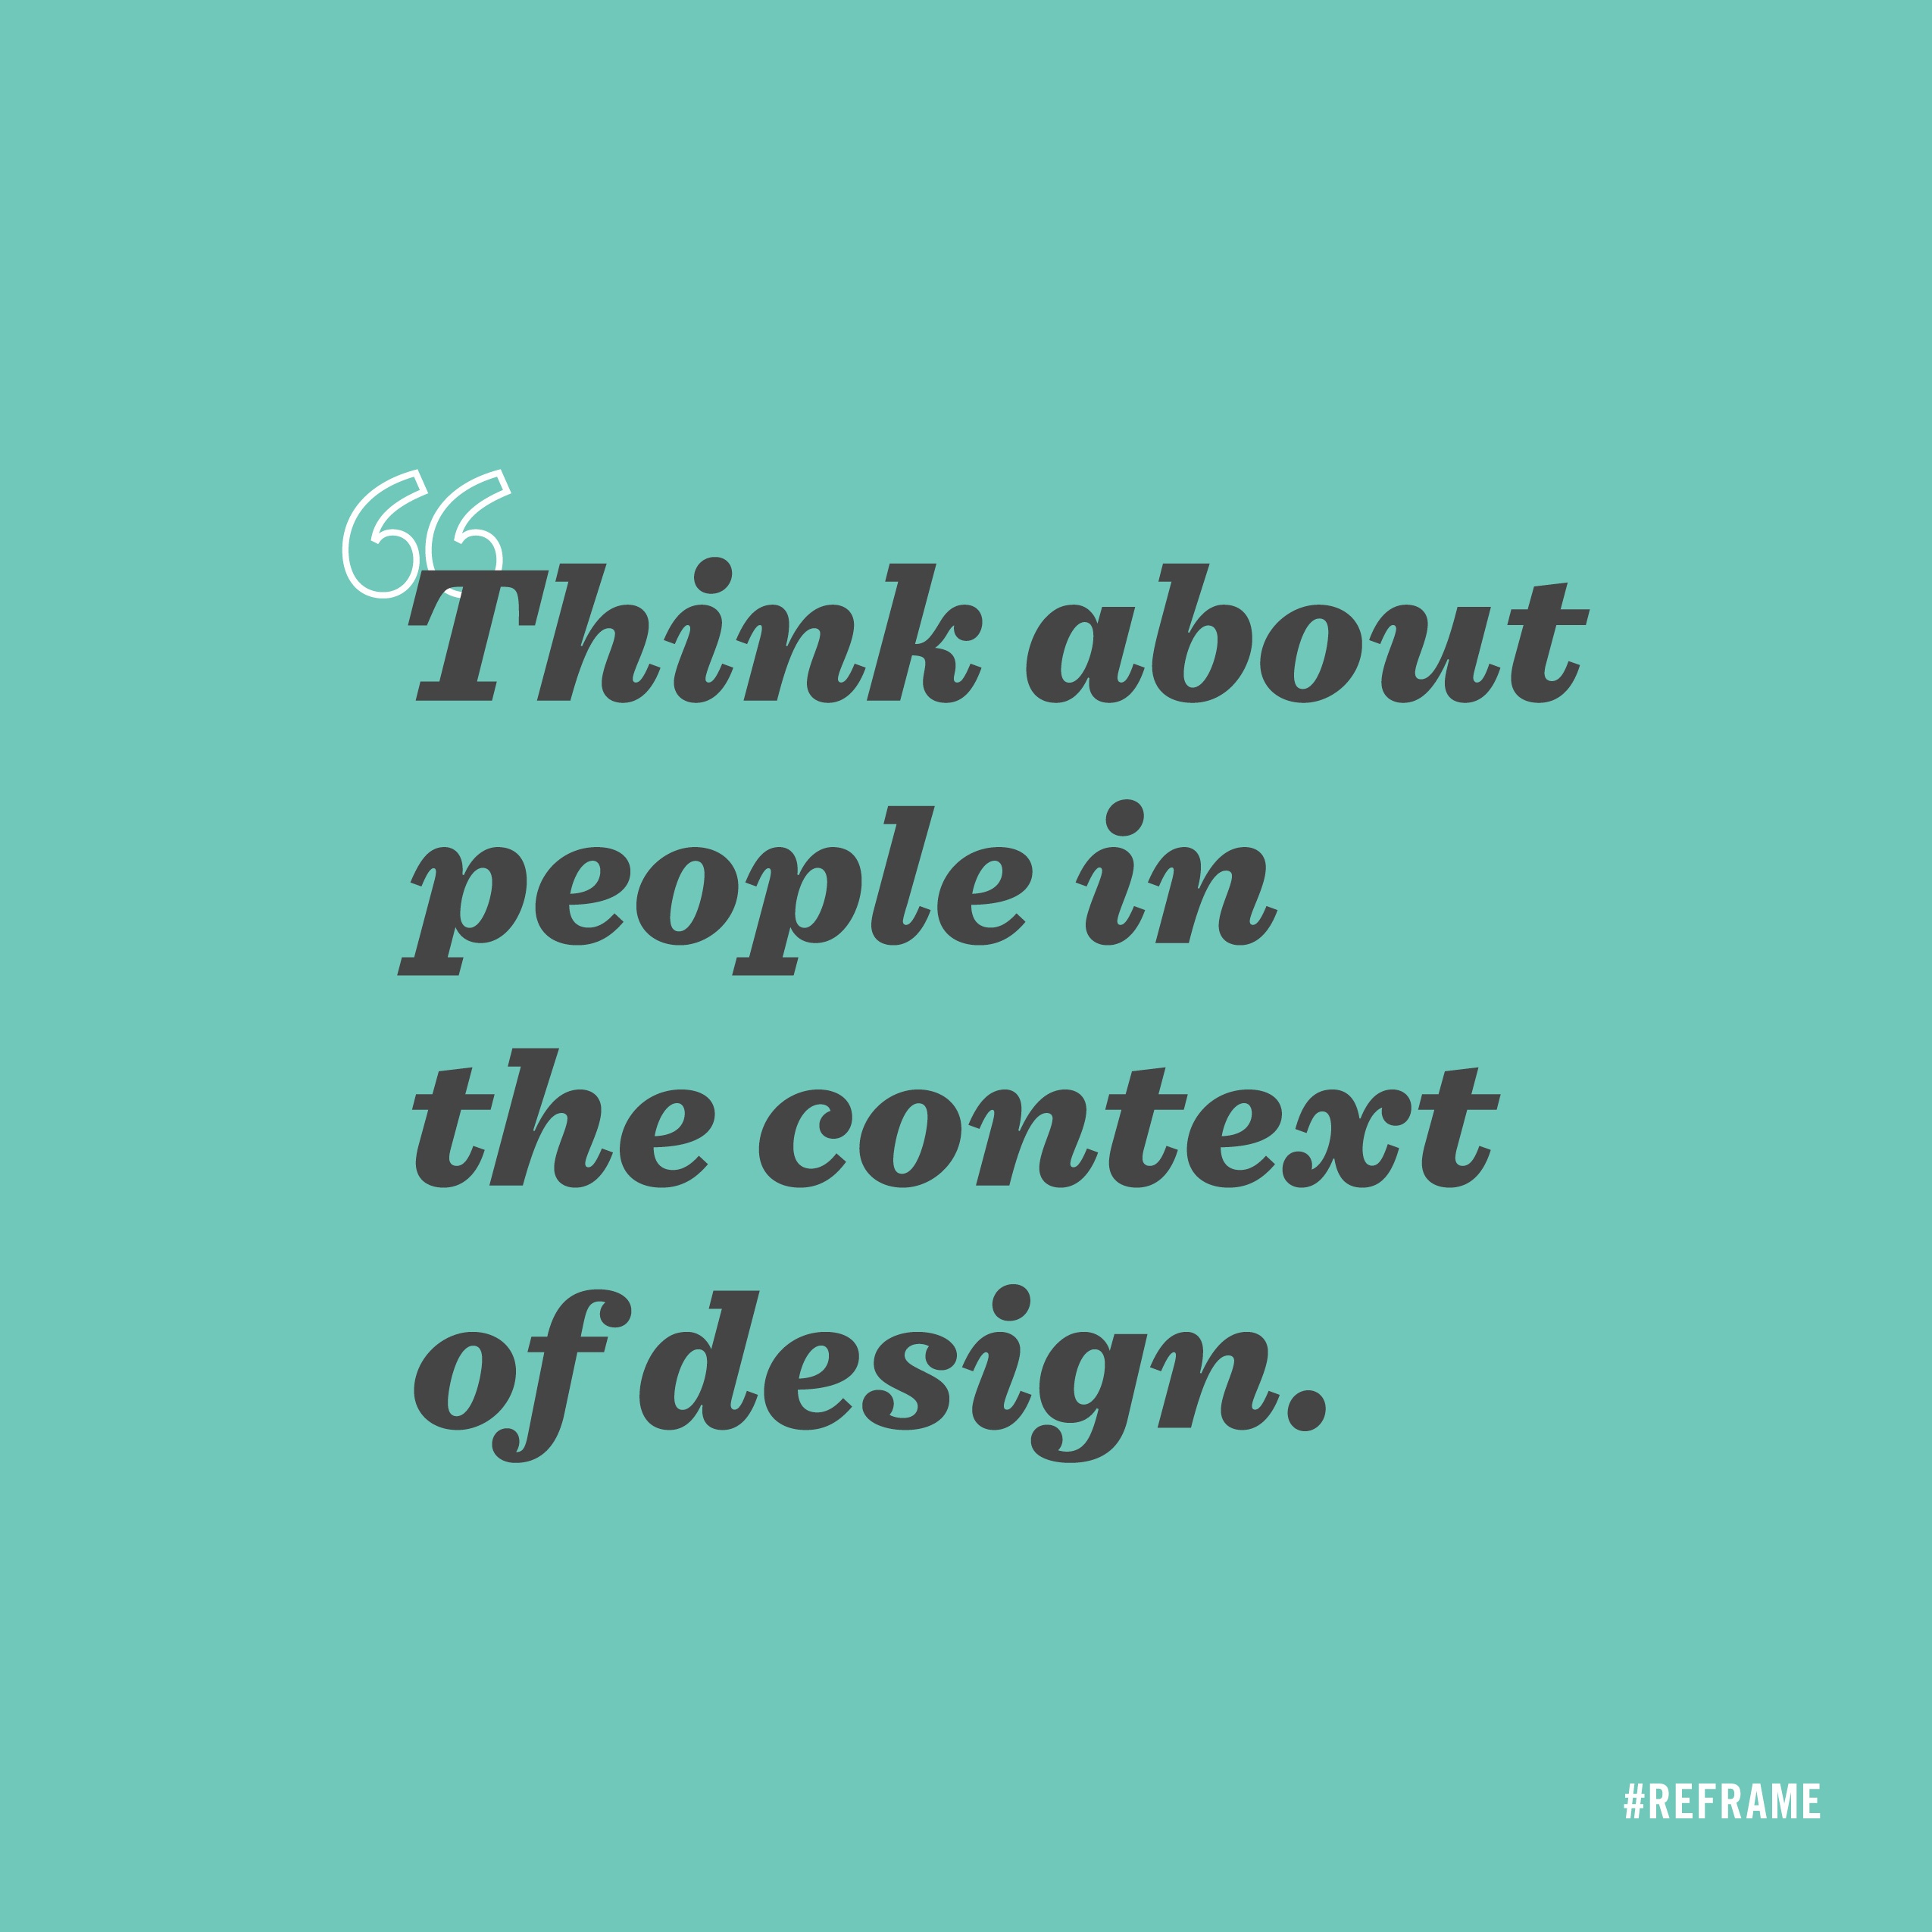 “Think about
people in
the context
of design.
#REFRAME